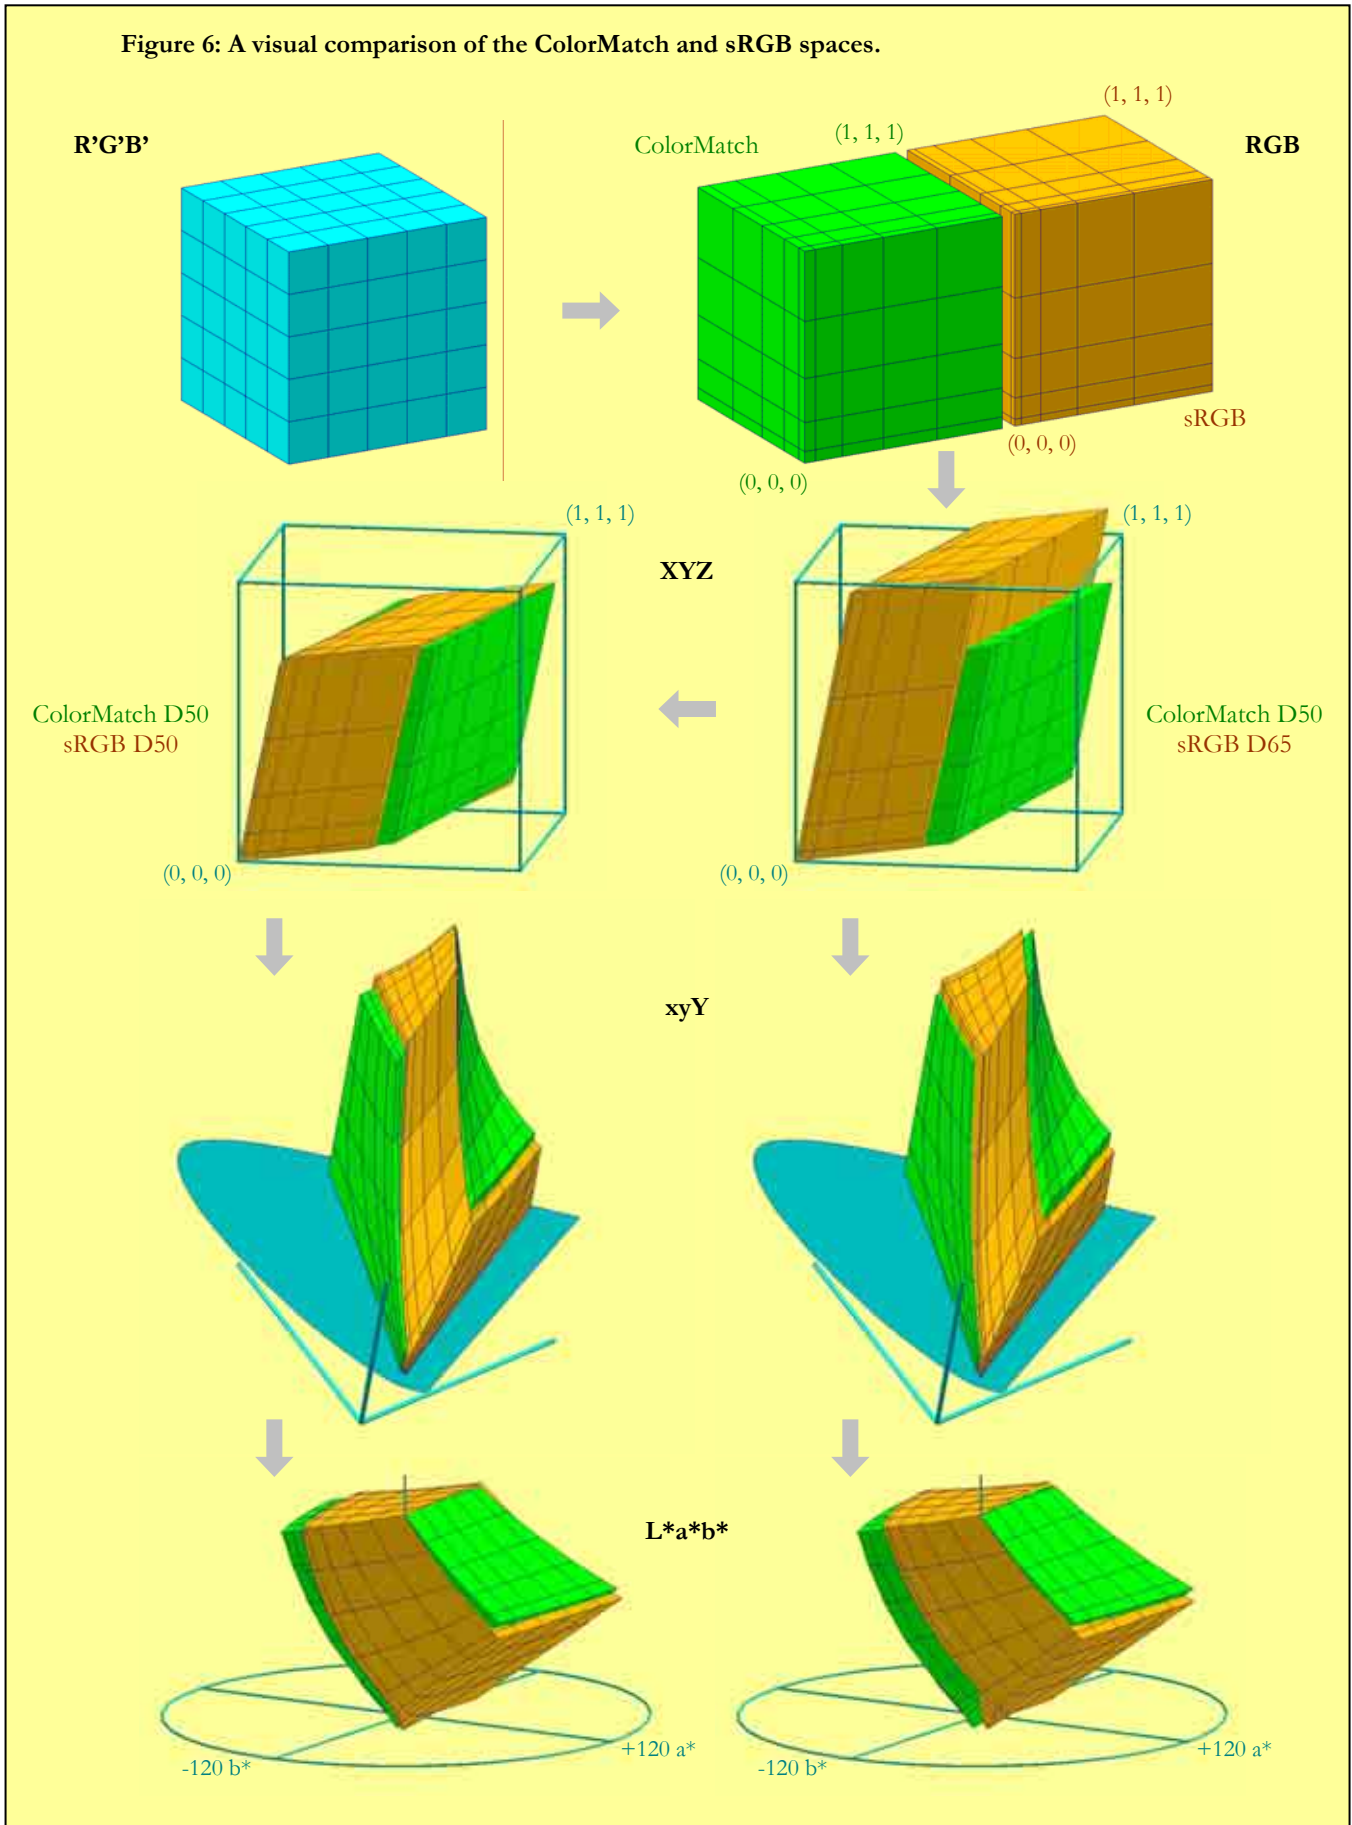 Figure 6: A visual comparison of the ColorMatch and sRGB spaces.
R'G'B'
ColorMatch
(1, 1, 1)
(1, 1, 1)
RGB
sRGB
(0, 0, 0)
(0, 0, 0)
(1, 1, 1)
(1, 1, 1)
XYZ
ColorMatch D50
sRGB D50
ColorMatch D50
sRGB D65
(0, 0, 0)
(0, 0, 0)
xyY
L*a*b*
+120 a*
-120 b*
+120 a*
-120 b*